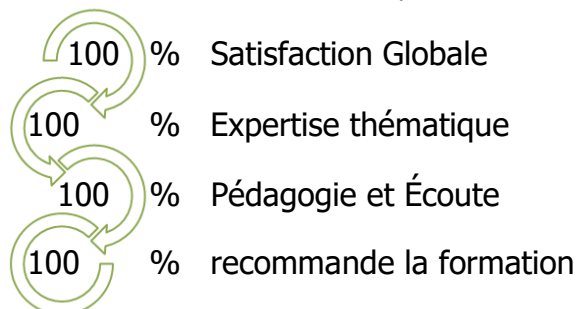 100 % Satisfaction Globale
100 % Expertise thématique
100 % Pédagogie et Écoute
100 % recommande la formation